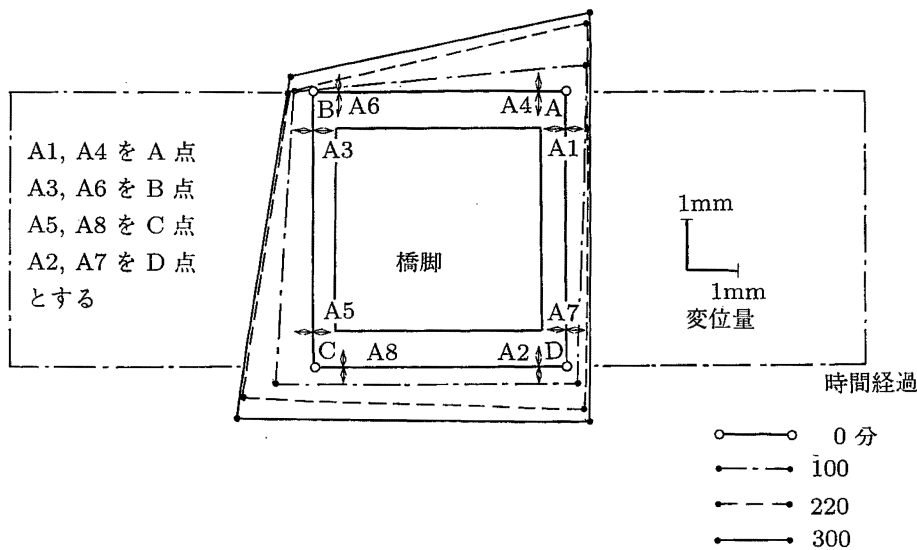 B A6 A4 A
A3 A1
A1, A4 を A 点
A3, A6 を B 点
A5, A8 を C 点
A2, A7 を D 点
とする
橋脚
1mm
1mm
変位量
A5 A7
C A8 A2 D
時間経過
0 分
100
220
300